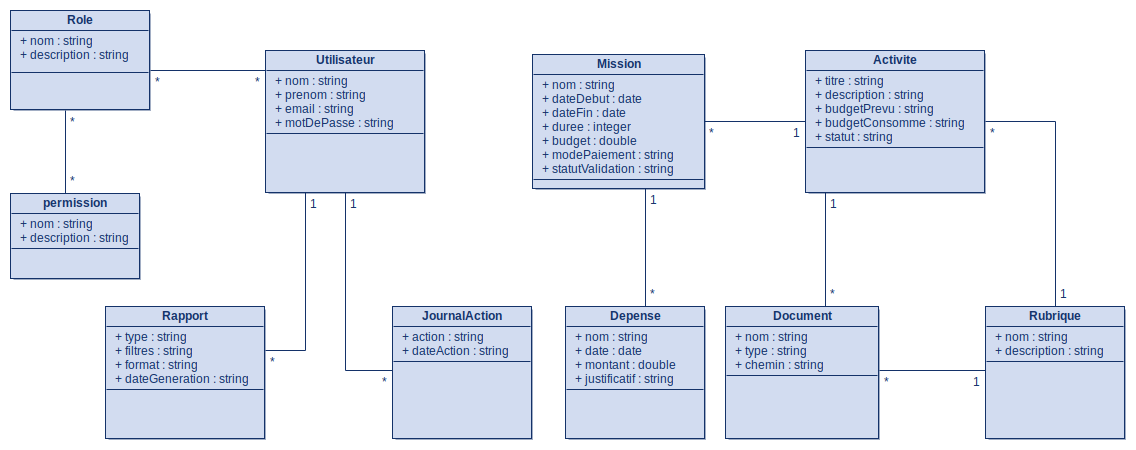 Role
+ nom : string
+ description : string
*
*
Utilisateur
+ nom : string
+ prenom : string
+ email : string
+ motDePasse : string
*
*
permission
+ nom : string
+ description : string
1
1
Rapport
+ type : string
+ filtres : string
+ format : string
+ dateGeneration : string
*
JournalAction
+ action : string
+ dateAction : string
*
Mission
+ nom : string
+ dateDebut : date
+ dateFin : date
+ duree : integer
+ budget : double
+ modePaiement : string
+ statutValidation : string
*
1
Activite
+ titre : string
+ description : string
+ budgetPrevu : string
+ budgetConsomme : string
+ statut : string
*
1
1
*
*
1
Depense
+ nom : string
+ date : date
+ montant : double
+ justificatif : string
Document
+ nom : string
+ type : string
+ chemin : string
*
1
Rubrique
+ nom : string
+ description : string